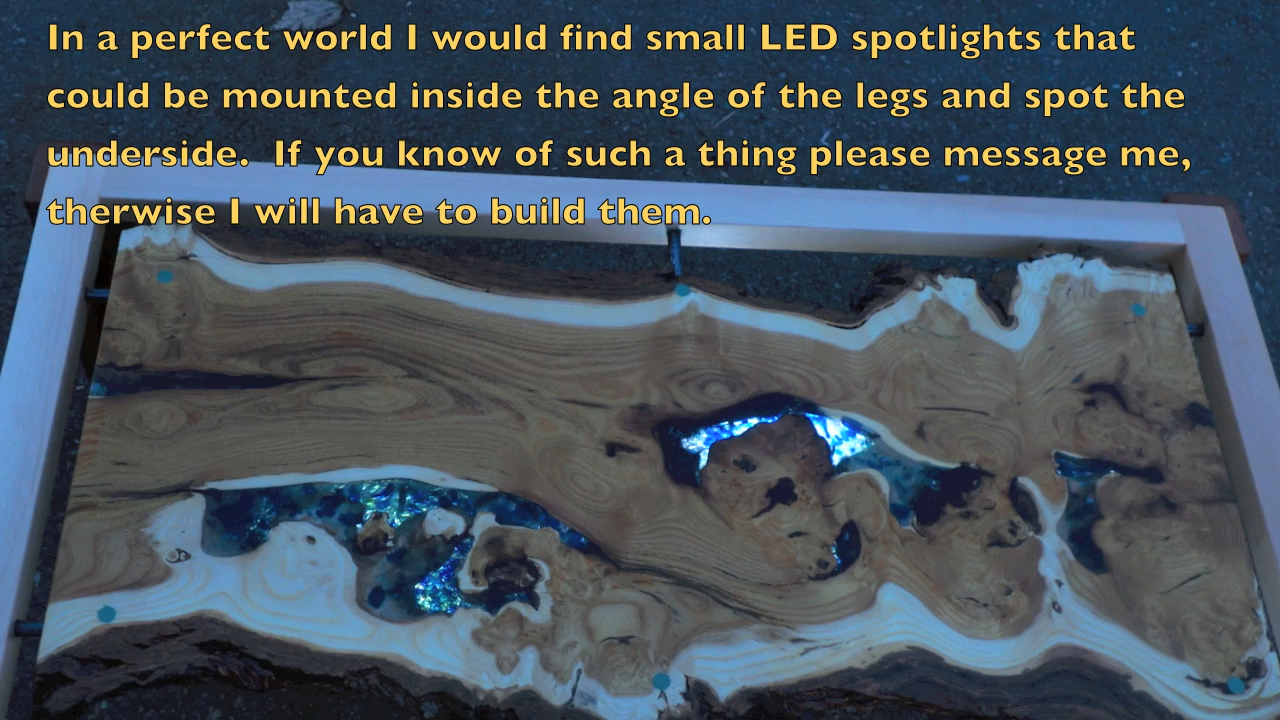 In a perfect world I would find small LED spotlights that
could be mounted inside the angle of the legs and spot the
underside.  If you know of such a thing please message me,
therwise I will have to build them.